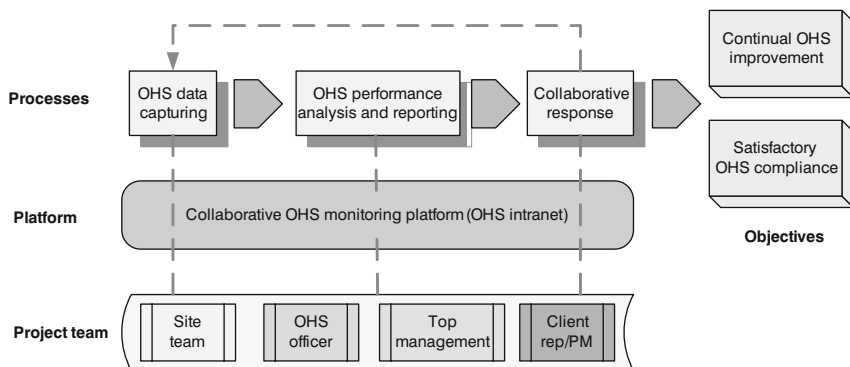 Continual OHS
improvement
Processes
OHS data
capturing
OHS performance
analysis and reporting
Collaborative
response
Satisfactory
OHS compliance
Platform
Collaborative OHS monitoring platform (OHS intranet)
Objectives
Project team
Site
team
OHS
officer
Top
management
Client
rep/PM